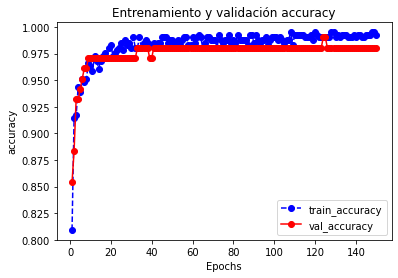 Entrenamiento y validación accuracy
1.000
0.975
0.950
0.925
0.900
0.875
0.850
0.825
0.800
accuracy
train_accuracy
val_accuracy
0 20 40 60 80 100 120 140
Epochs